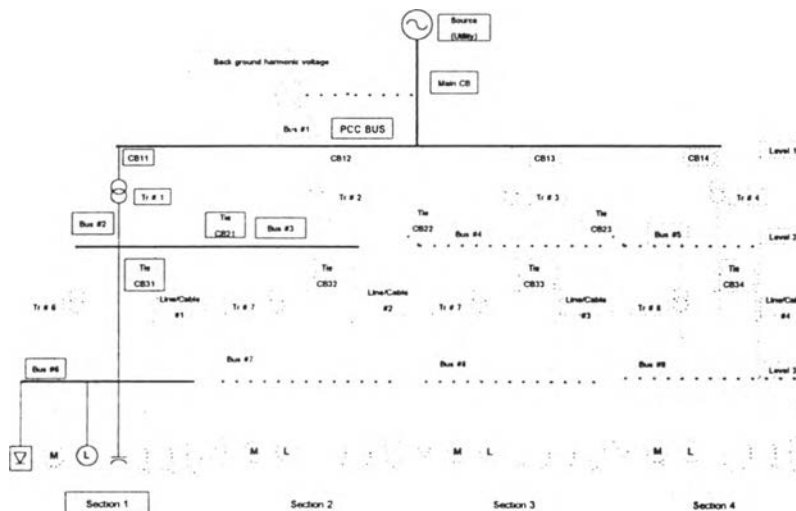 Source
(Utility)
Back ground harmonic voltage
Main CB
Bus #1
PCC BUS
CB11
CB12
CB13
CB14
Level 1
Tr # 1
Tr # 2
Tr # 3
Tr # 4
Bus #2
Tie
CB21
Bus #3
Tie
CB22
Bus #4
Tie
CB23
Bus #5
Level 2
Tie
CB31
Tie
CB32
Tie
CB33
Tie
CB34
Tr # 6
Line/Cable
#1
Tr # 7
Line/Cable
#2
Tr # 7
Line/Cable
#3
Tr # 8
Line/Cable
#4
Bus #6
Bus #7
Bus #8
Bus #9
Level 3
M
L
M
L
M
L
M
L
Section 1
Section 2
Section 3
Section 4